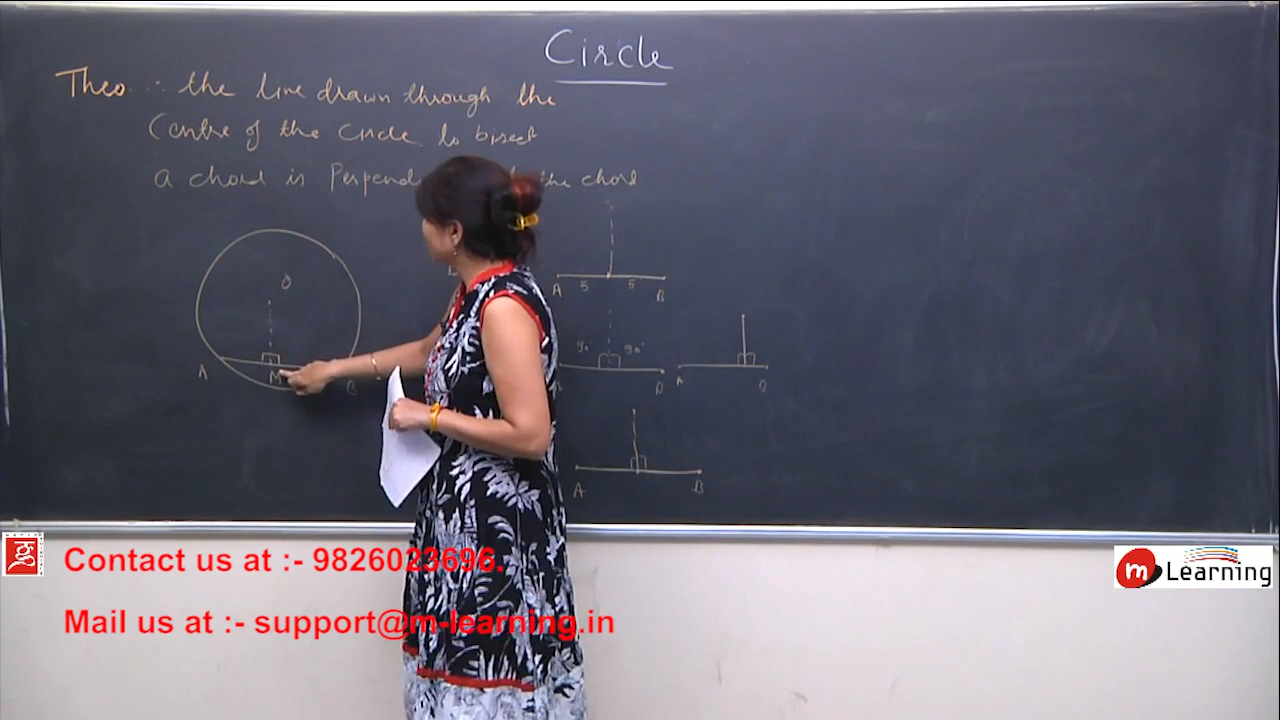 Circle
Theo ∴ the line drawn through the
Centre of the circle to bisect
a chord is Perpend the chord
O
A M B
A 5 5 B
90° 90°
B A B
A B
Contact us at :- 9826023696.
Mail us at :- support@m-learning.in
m Learning